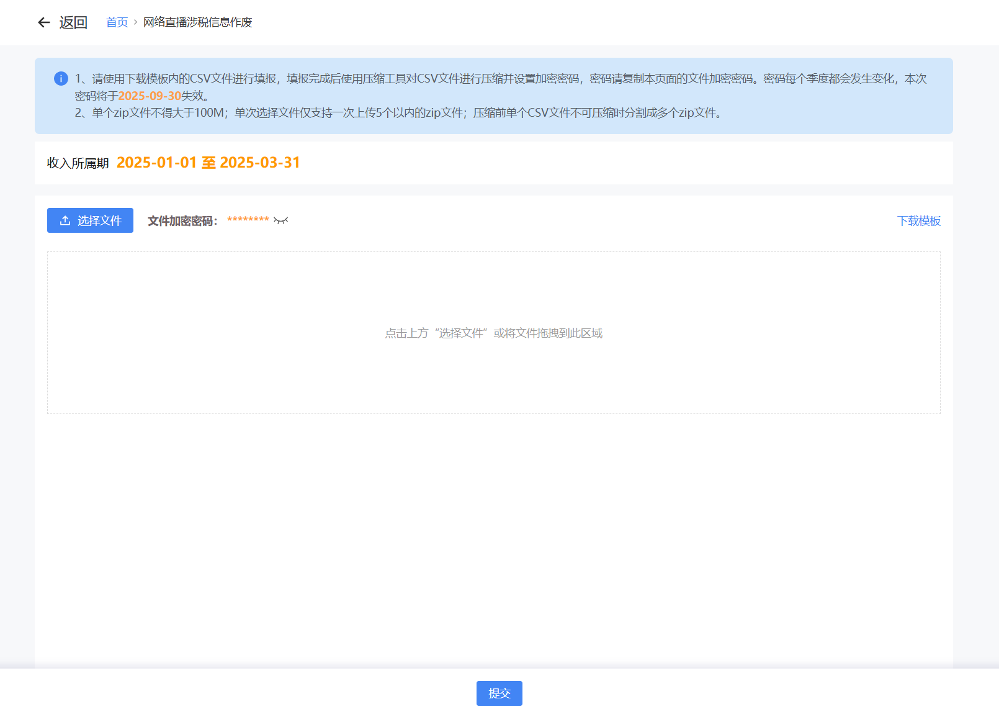 返回 首页 > 网络直播涉税信息作废
1、请使用下载模板内的CSV文件进行填报，填报完成后使用压缩工具对CSV文件进行压缩并设置加密密码，密码请复制本页面的文件加密密码。密码每个季度都会发生变化，本次
密码将于2025-09-30失效。
2、单个zip文件不得大于100M；单次选择文件仅支持一次上传5个以内的zip文件；压缩前单个CSV文件不可压缩时分割成多个zip文件。
收入所属期 2025-01-01 至 2025-03-31
选择文件 文件加密密码： ******** 下载模板
点击上方“选择文件”或将文件拖拽到此区域
提交